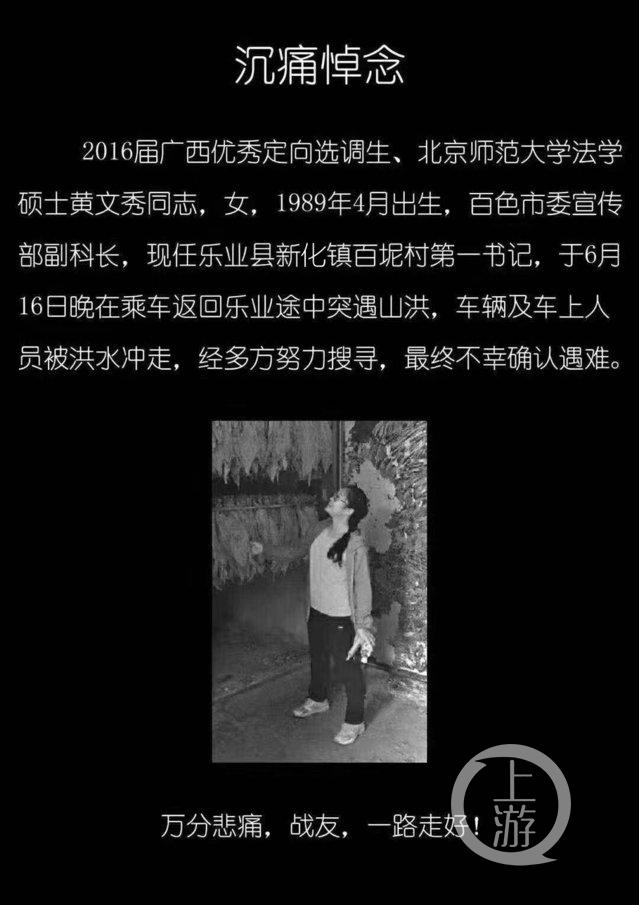 沉痛悼念
2016届广西优秀定向选调生、北京师范大学法学
硕士黄文秀同志，女，1989年4月出生，百色市委宣传
部副科长，现任乐业县新化镇百坭村第一书记，于6月
16日晚在乘车返回乐业途中突遇山洪，车辆及车上人
员被洪水冲走，经多方努力搜寻，最终不幸确认遇难。
万分悲痛，战友，一路走好！
上游